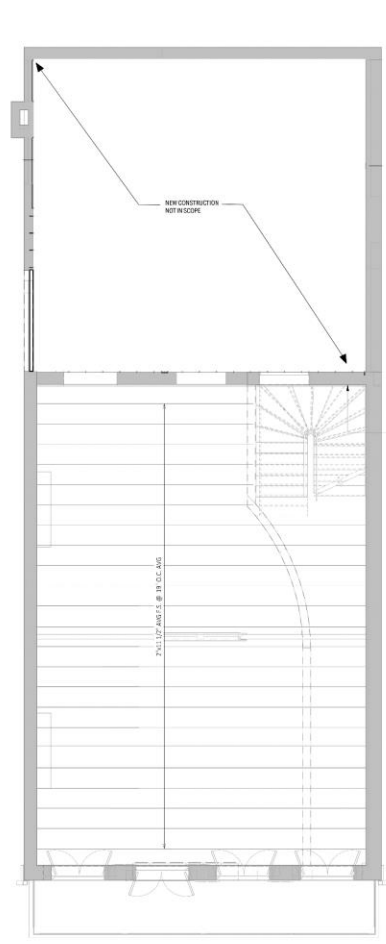 NEW CONSTRUCTION
NOT IN SCOPE
2"x11 1/2" AVG F.S. @ 19" O.C. AVG